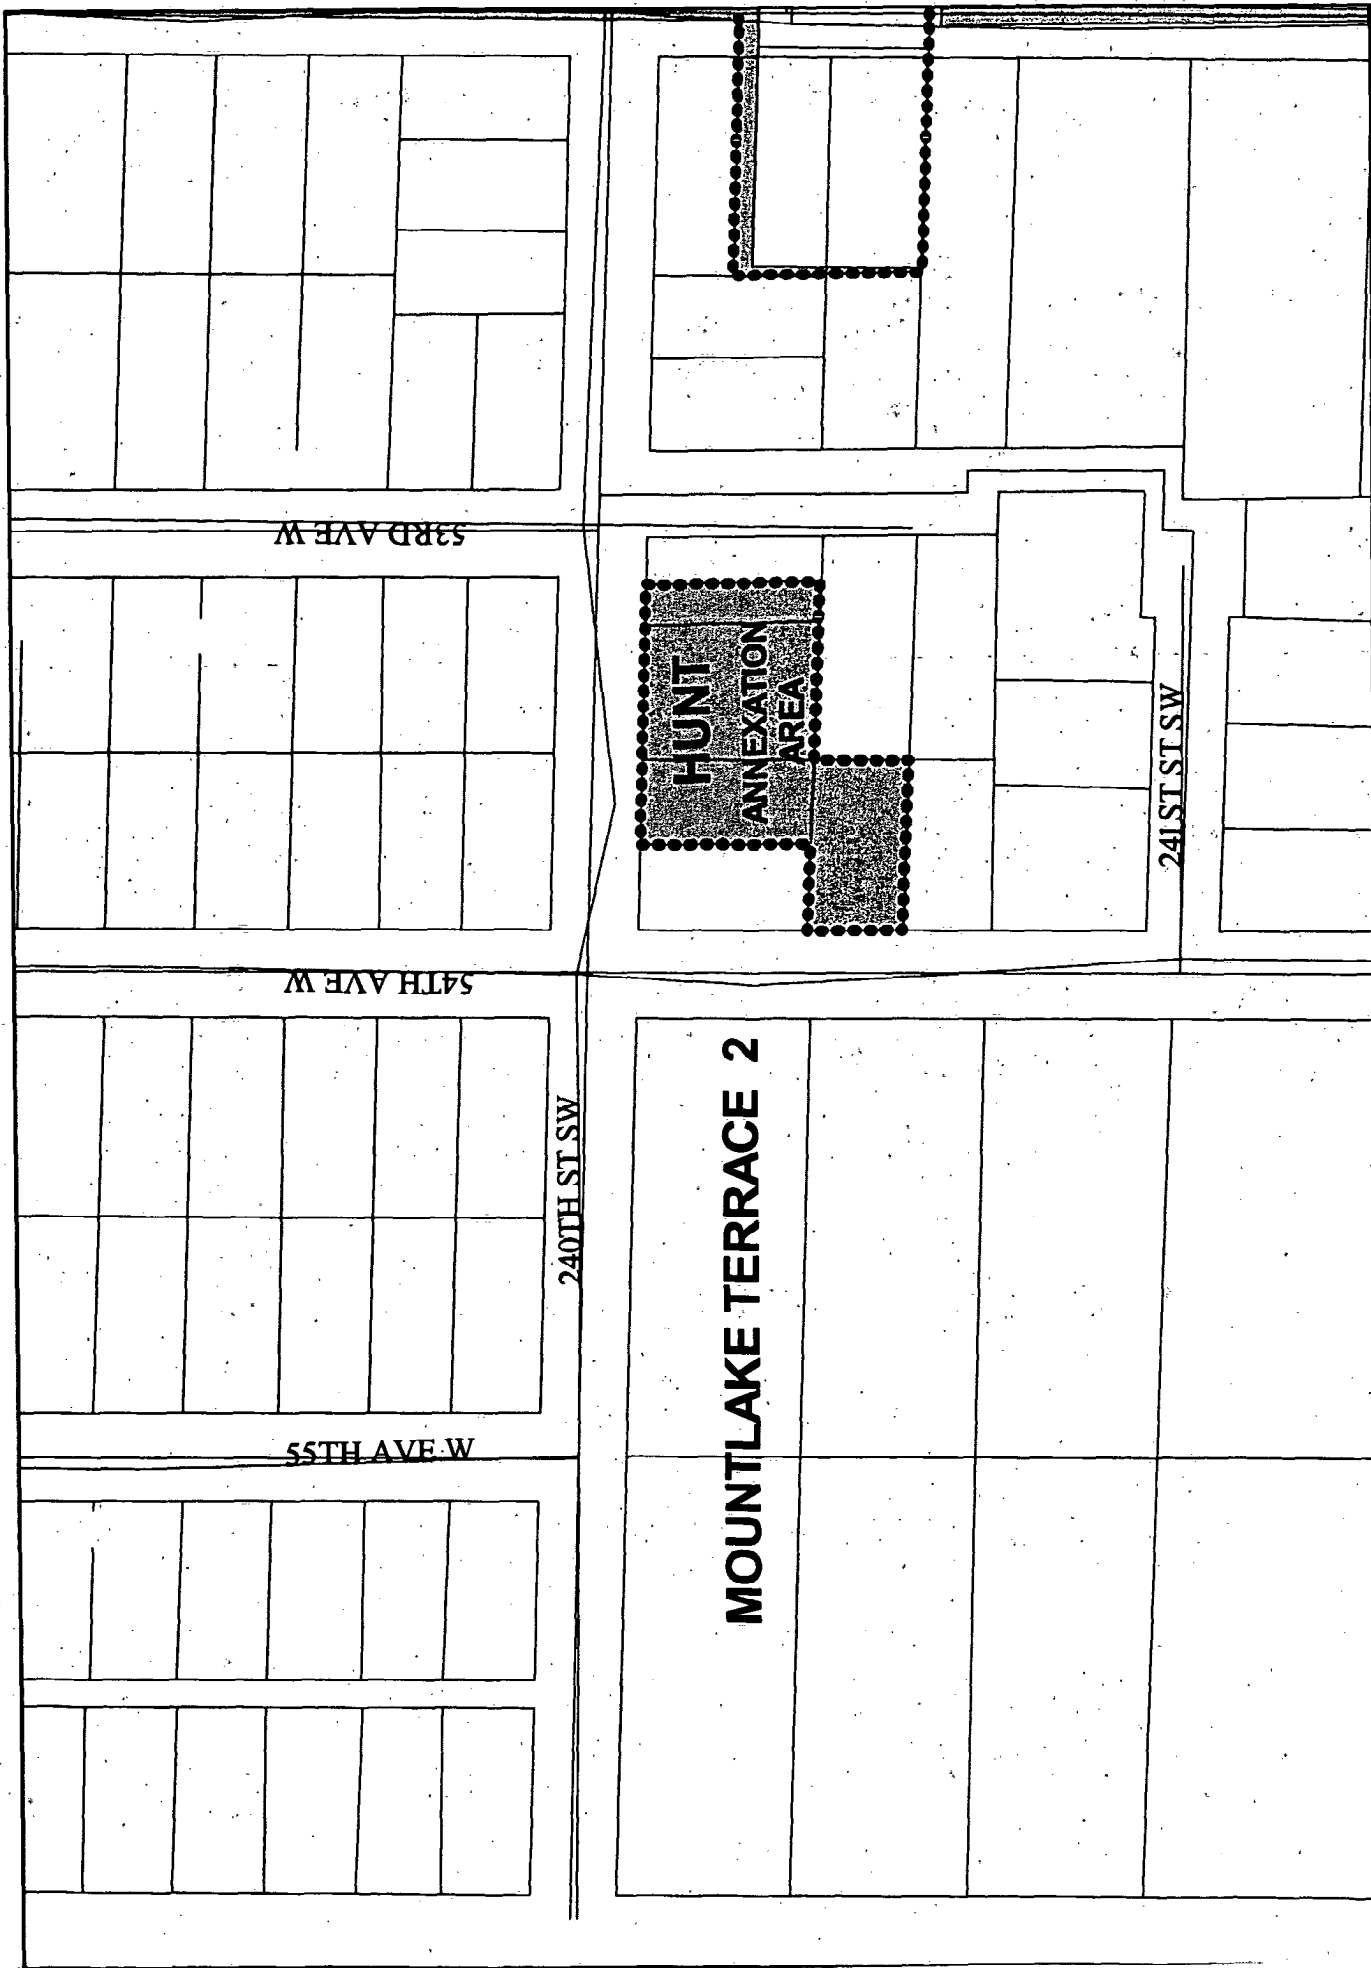 53RD AVE W
HUNT
ANNEXATION
AREA
241ST ST SW
54TH AVE W
240TH ST SW
MOUNTLAKE TERRACE 2
55TH AVE W